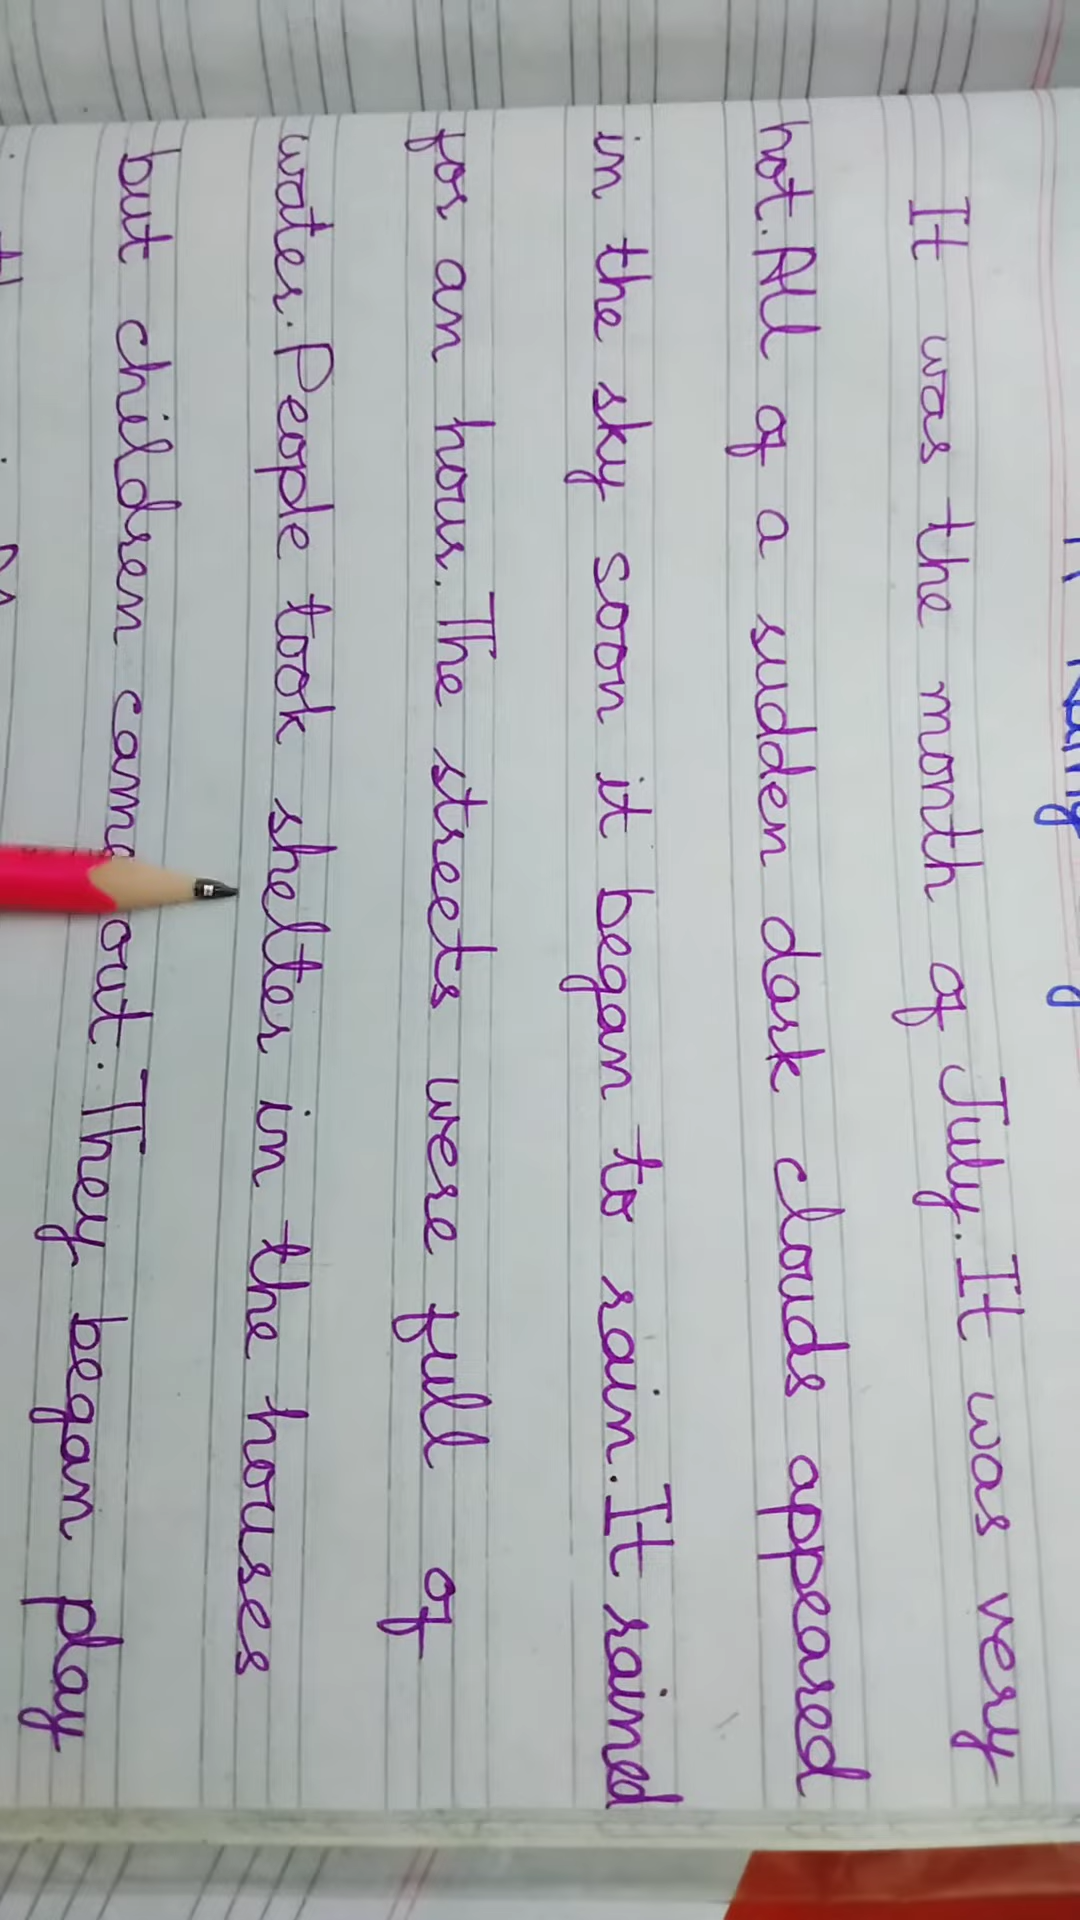 It was the month of July. It was very
hot. All of a sudden dark clouds appeared
in the sky soon it began to rain. It rained
for an hour. The streets were full of
water. People took shelter in the houses
but children came out. They began play